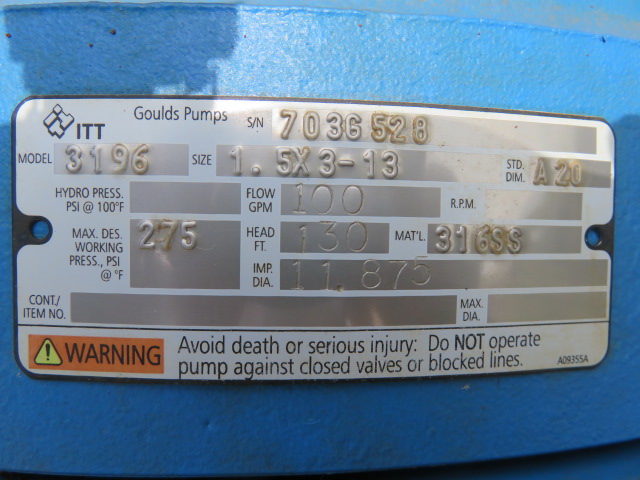 ITT Goulds Pumps S/N 703G528
MODEL 3196 SIZE 1.5X3-13 STD. DIM. A20
HYDRO PRESS. PSI @ 100°F FLOW GPM 100 R.P.M.
MAX. DES. WORKING PRESS., PSI @ °F 275 HEAD FT. 130 MAT'L. 316SS
IMP. DIA. 11.875
CONT./ ITEM NO. MAX. DIA.
WARNING Avoid death or serious injury: Do NOT operate
pump against closed valves or blocked lines. A09355A